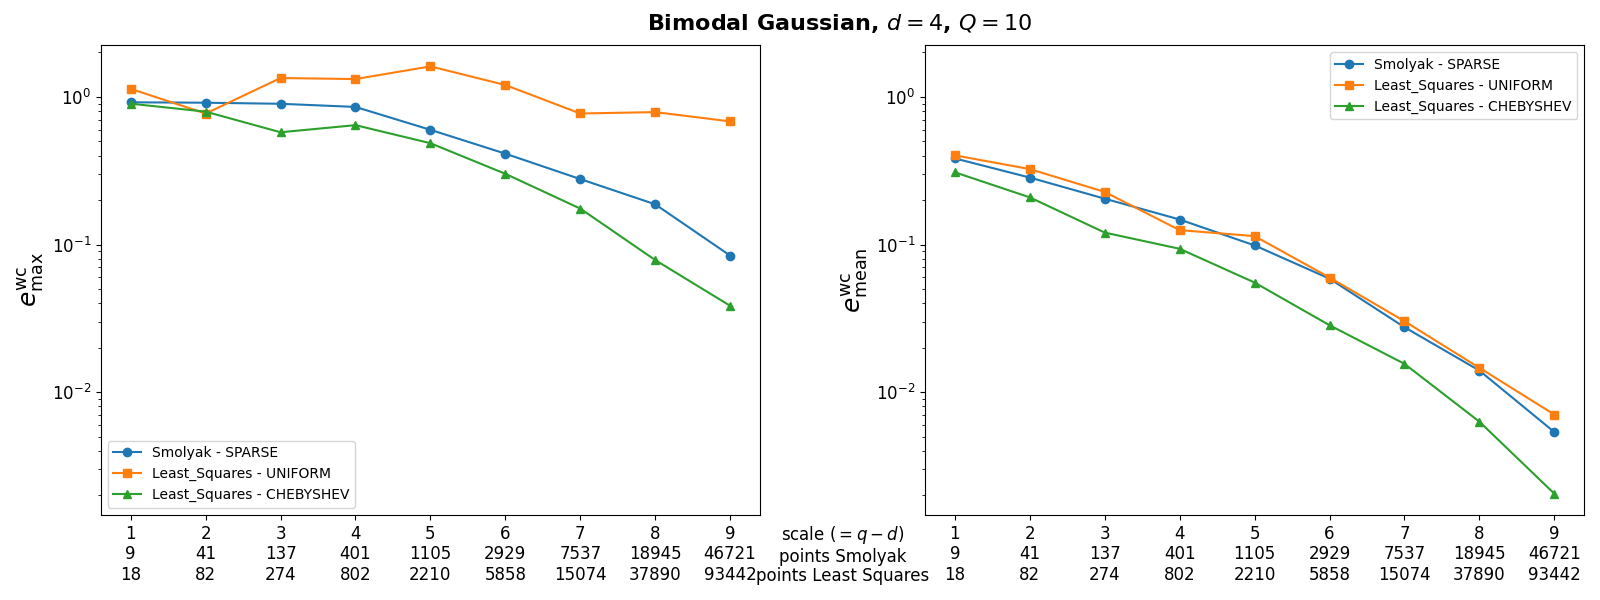 Bimodal Gaussian, d = 4, Q = 10
10⁰
10⁻¹
10⁻²
e^wc_max
Smolyak - SPARSE
Least_Squares - UNIFORM
Least_Squares - CHEBYSHEV
1 2 3 4 5 6 7 8 9
9 41 137 401 1105 2929 7537 18945 46721
18 82 274 802 2210 5858 15074 37890 93442
scale (= q − d)
points Smolyak
points Least Squares
10⁰
10⁻¹
10⁻²
e^wc_mean
Smolyak - SPARSE
Least_Squares - UNIFORM
Least_Squares - CHEBYSHEV
1 2 3 4 5 6 7 8 9
9 41 137 401 1105 2929 7537 18945 46721
18 82 274 802 2210 5858 15074 37890 93442